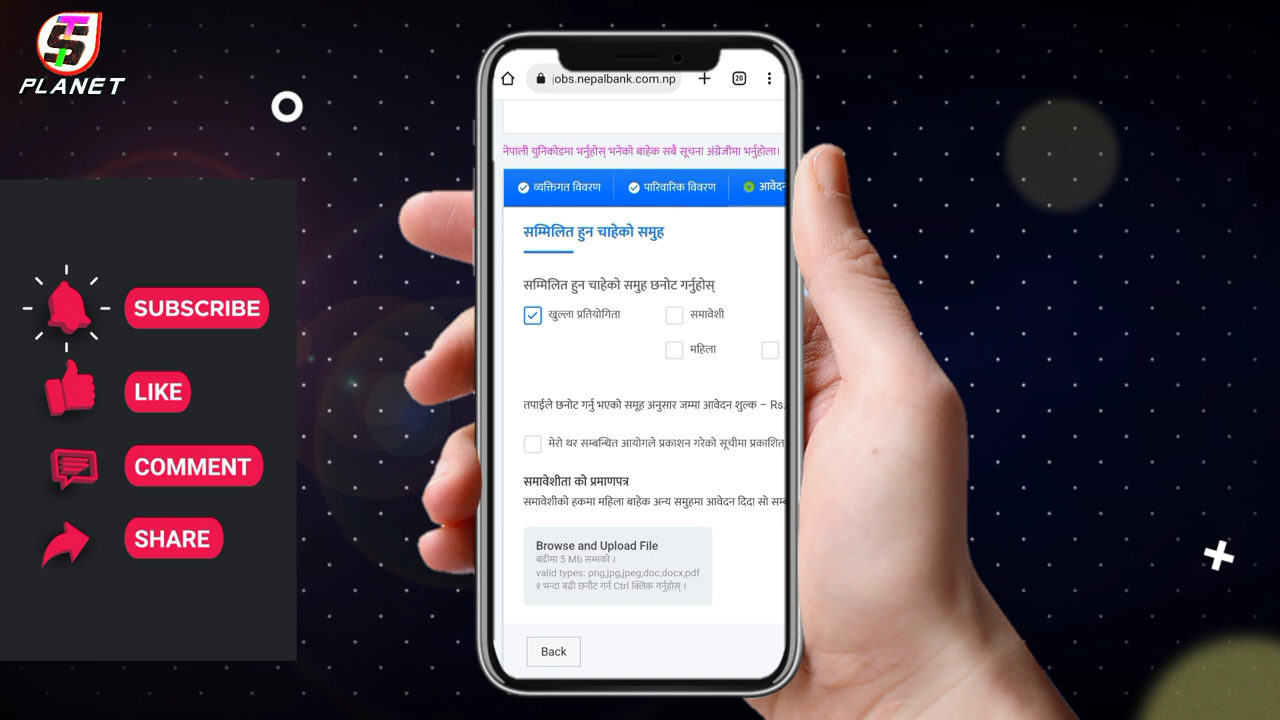 TS
PLANET
SUBSCRIBE
LIKE
COMMENT
SHARE
jobs.nepalbank.com.np
20
नेपाली युनिकोडमा भर्नुहोस् भनेको बाहेक सबै सूचना अंग्रेजीमा भर्नुहोला।
व्यक्तिगत विवरण पारिवारिक विवरण आवेदन
सम्मिलित हुन चाहेको समुह
सम्मिलित हुन चाहेको समुह छनोट गर्नुहोस्
खुल्ला प्रतियोगिता समावेशी
महिला
तपाईले छनोट गर्नु भएको समूह अनुसार जम्मा आवेदन शुल्क – Rs.
मेरो थर सम्बन्धित आयोगले प्रकाशन गरेको सूचीमा प्रकाशित
समावेशीता को प्रमाणपत्र
समावेशीको हकमा महिला बाहेक अन्य समुहमा आवेदन दिदा सो
Browse and Upload File
बढीमा 5 Mb सम्मको ।
valid types: png,jpg,jpeg,doc,docx,pdf
१ भन्दा बढी छनौट गर्न Ctrl क्लिक गर्नुहोस् ।
Back